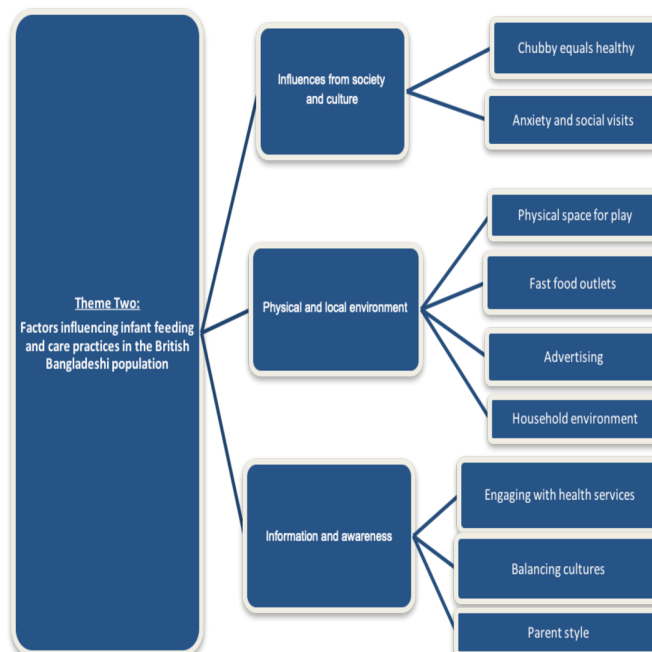 Theme Two:
Factors influencing infant feeding
and care practices in the British
Bangladeshi population
Influences from society
and culture
Chubby equals healthy
Anxiety and social visits
Physical and local environment
Physical space for play
Fast food outlets
Advertising
Household environment
Information and awareness
Engaging with health services
Balancing cultures
Parent style